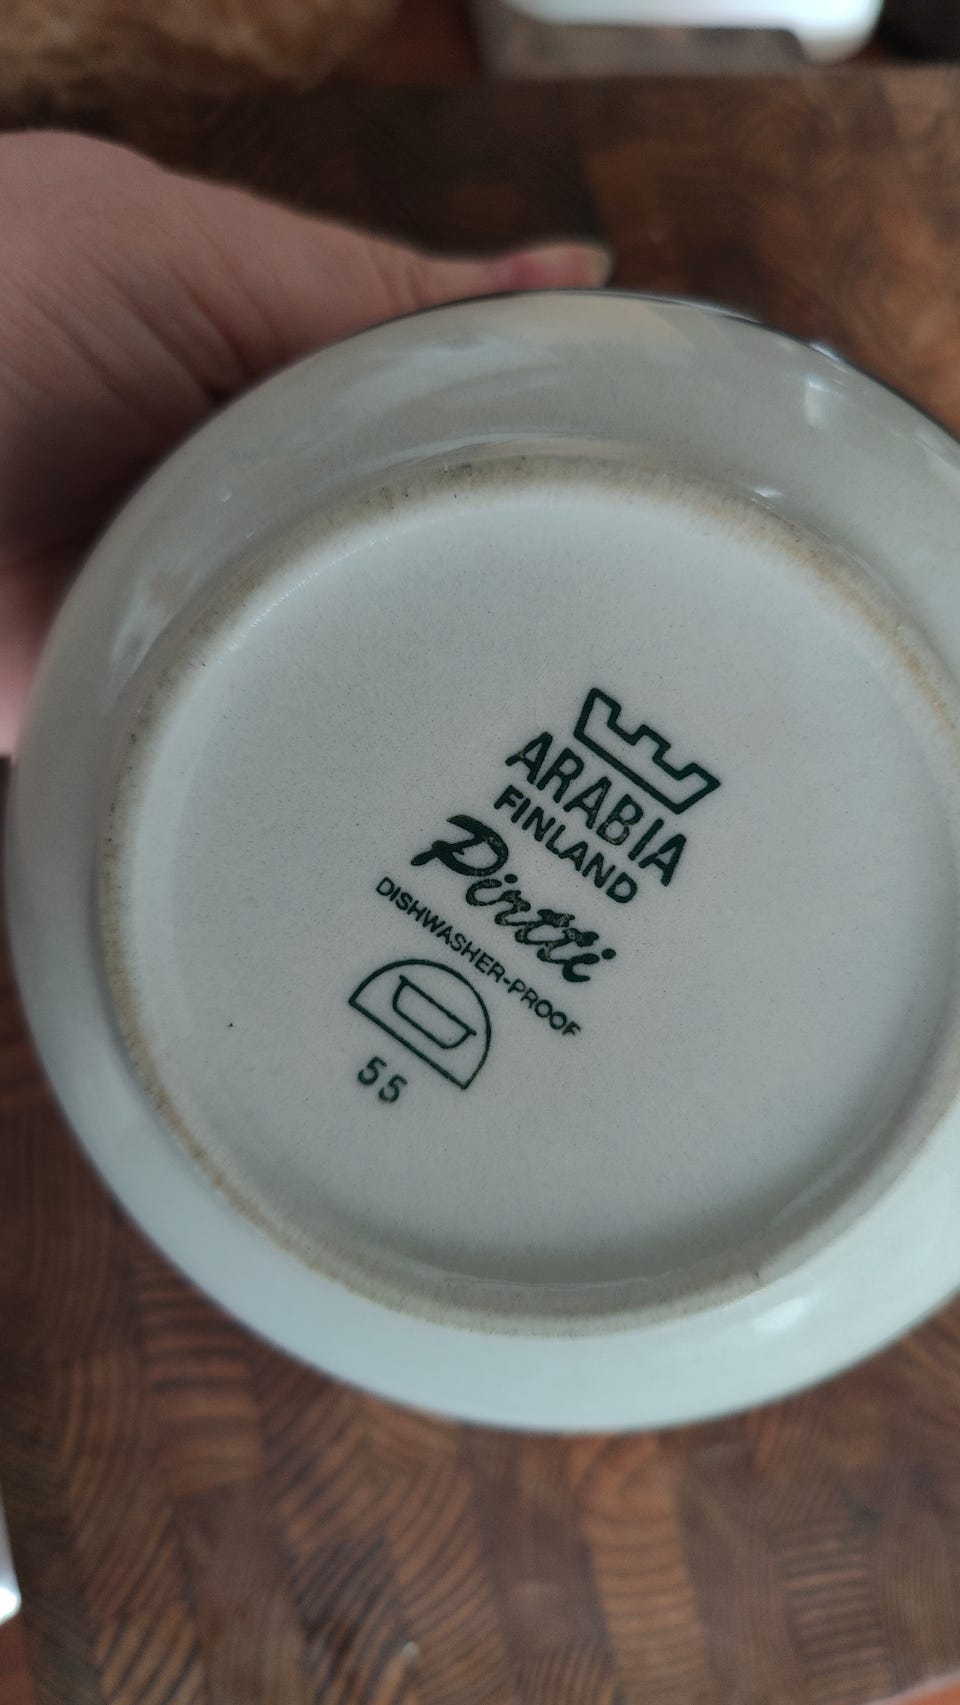 ARABIA
FINLAND
Pirtti
DISHWASHER-PROOF
55